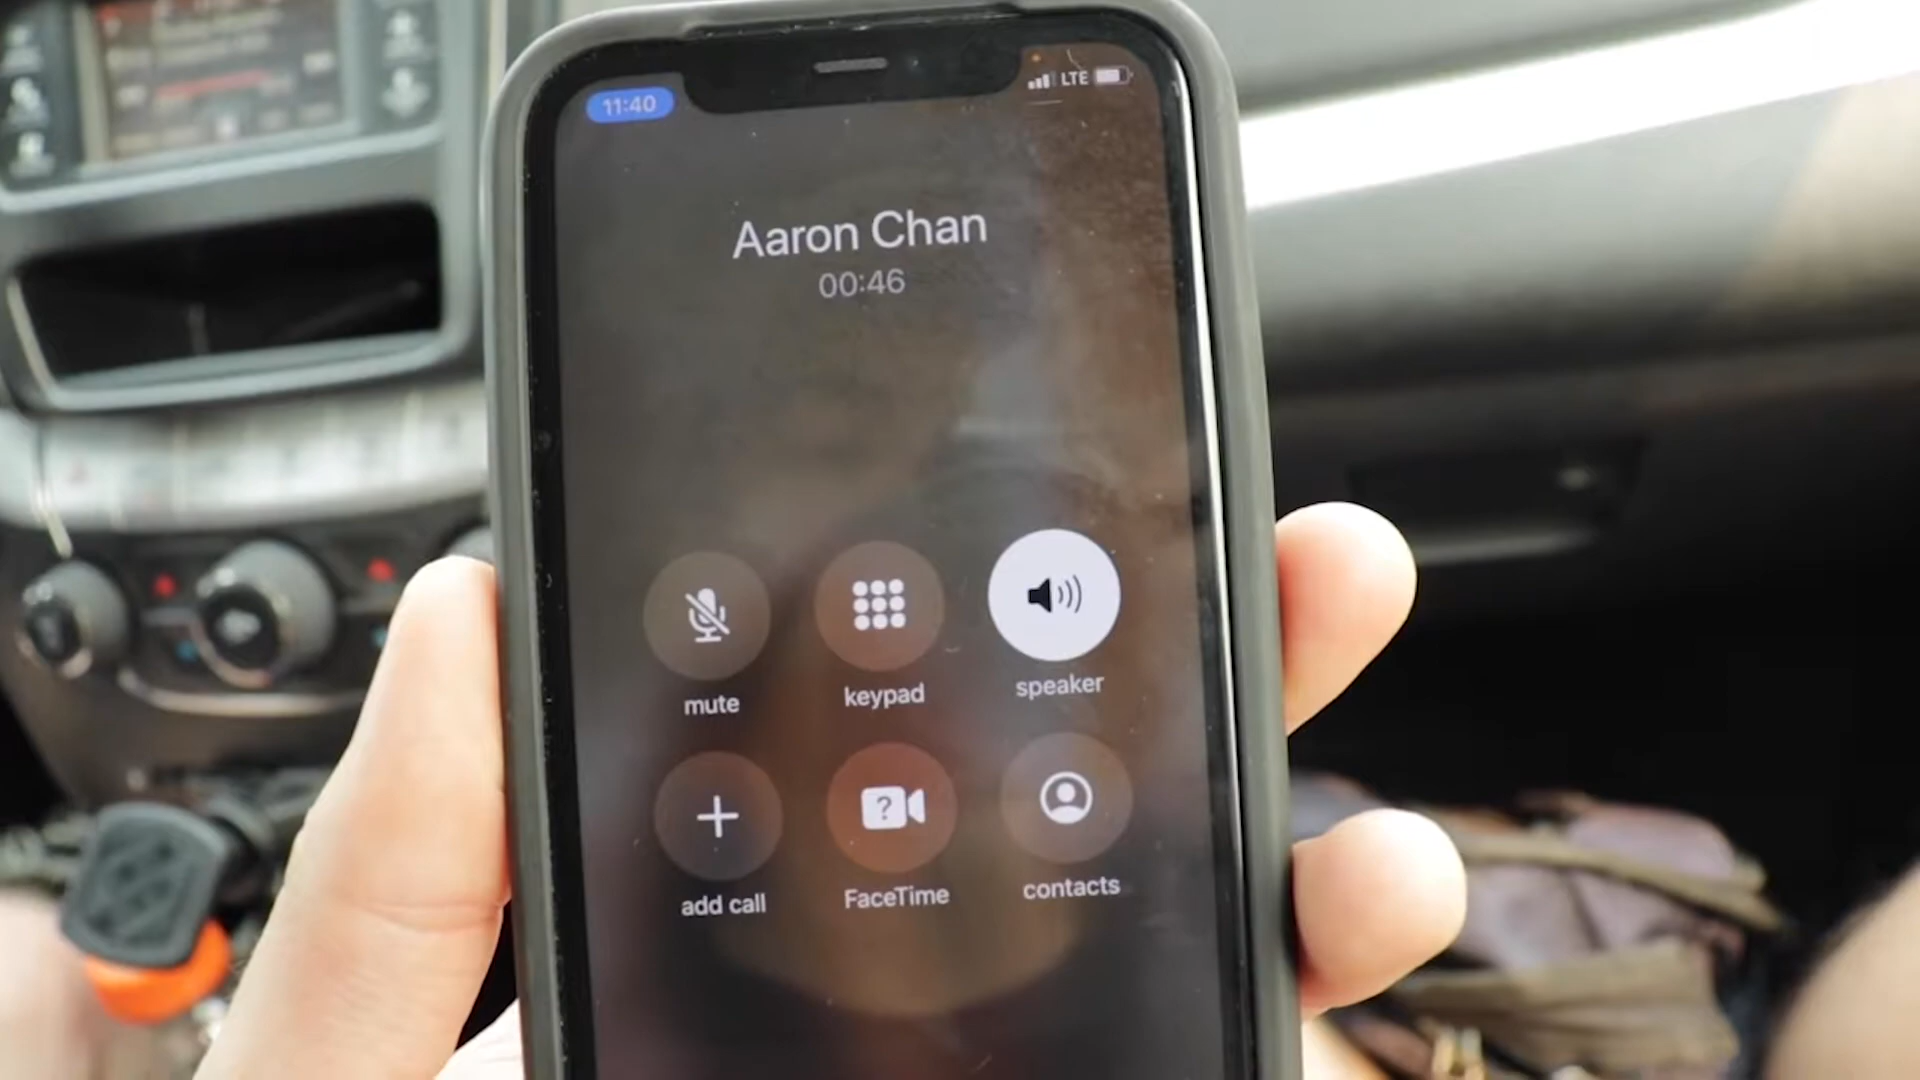 11:40
LTE
Aaron Chan
00:46
mute
keypad
speaker
add call
FaceTime
contacts